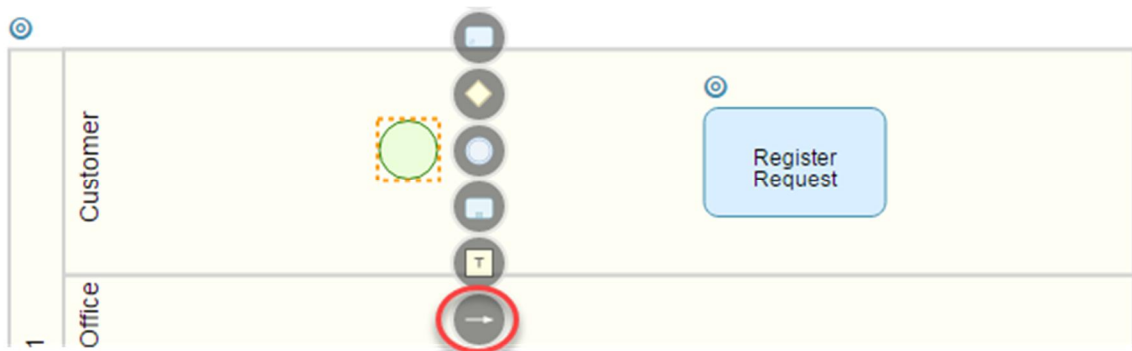 Customer
Register
Request
T
Office
1